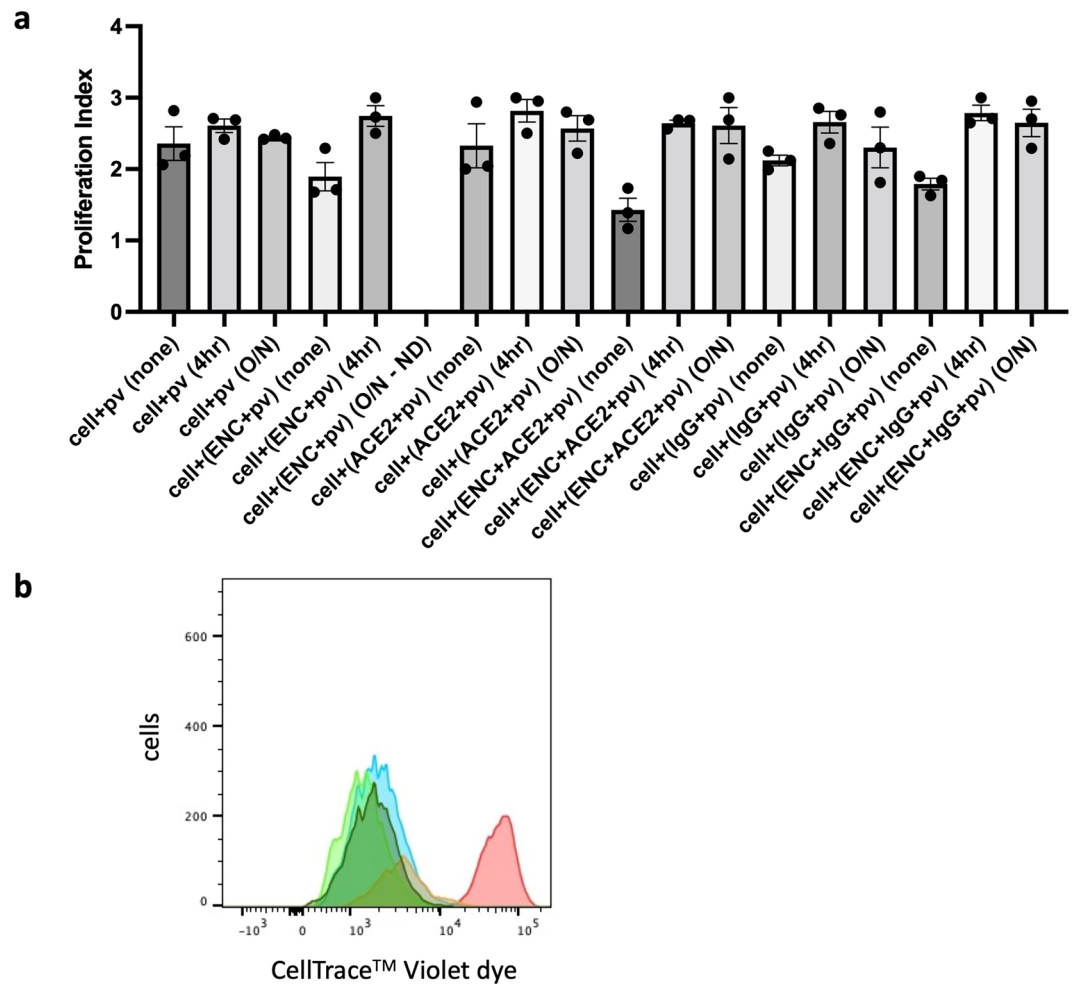 a
Proliferation Index
4
3
2
1
0
cell+pv (none)
cell+pv (4hr)
cell+pv (O/N)
cell+(ENC+pv) (none)
cell+(ENC+pv) (4hr)
cell+(ENC+pv) (O/N - ND)
cell+(ACE2+pv) (none)
cell+(ACE2+pv) (4hr)
cell+(ACE2+pv) (O/N)
cell+(ENC+ACE2+pv) (none)
cell+(ENC+ACE2+pv) (4hr)
cell+(ENC+ACE2+pv) (O/N)
cell+(IgG+pv) (none)
cell+(IgG+pv) (4hr)
cell+(IgG+pv) (O/N)
cell+(ENC+IgG+pv) (none)
cell+(ENC+IgG+pv) (4hr)
cell+(ENC+IgG+pv) (O/N)
b
cells
600
400
200
0
-10³ 0 10³ 10⁴ 10⁵
CellTrace™ Violet dye